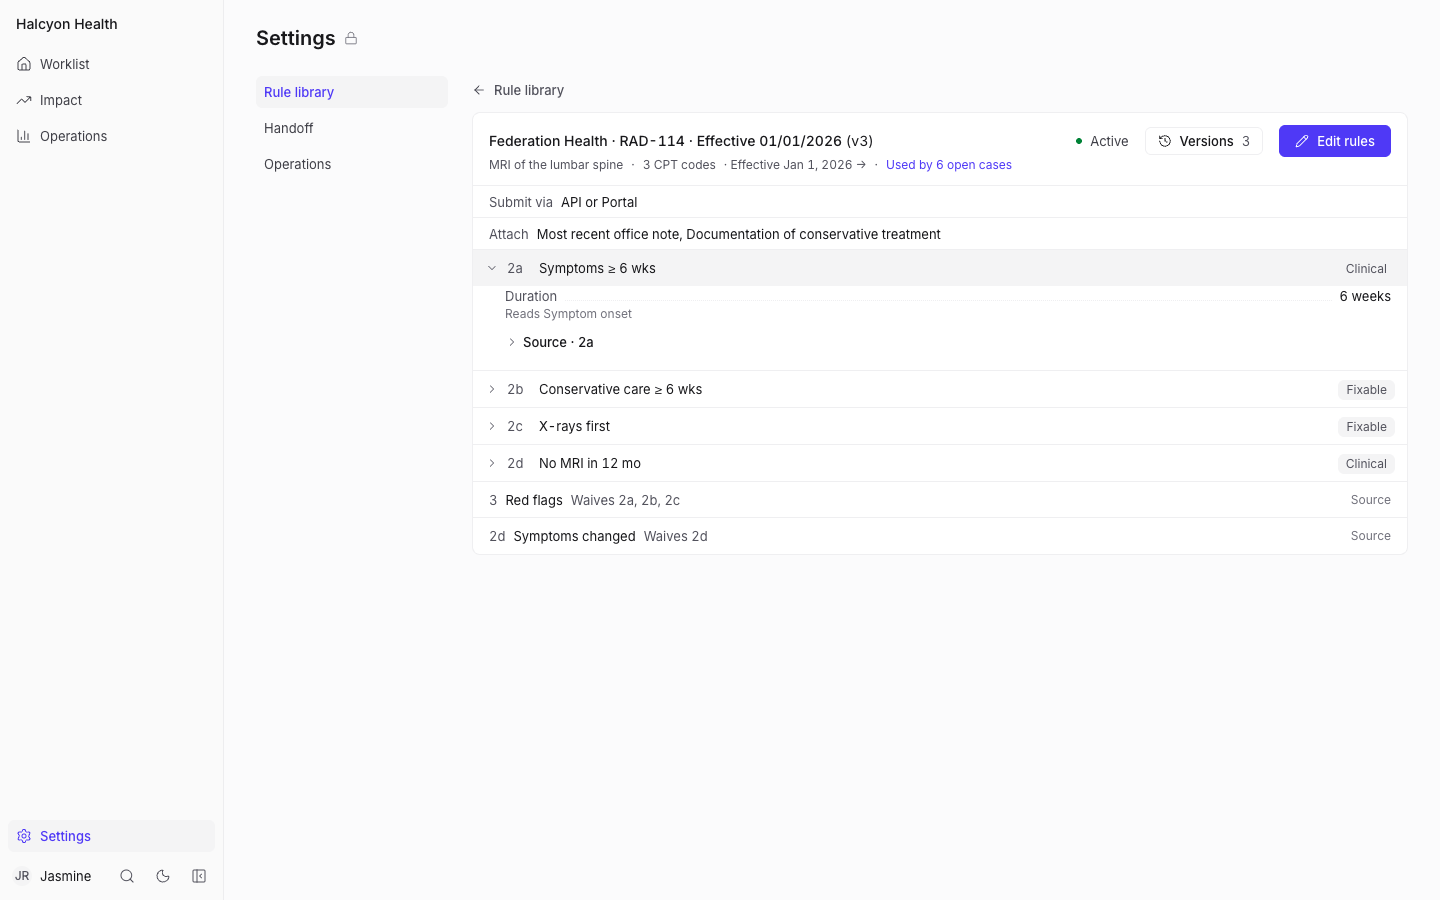 Halcyon Health
Worklist
Impact
Operations
Settings
JR Jasmine
Settings
Rule library
Handoff
Operations
Rule library
Federation Health · RAD-114 · Effective 01/01/2026 (v3)
Active
Versions 3
Edit rules
MRI of the lumbar spine · 3 CPT codes · Effective Jan 1, 2026 → · Used by 6 open cases
Submit via API or Portal
Attach Most recent office note, Documentation of conservative treatment
2a Symptoms ≥ 6 wks Clinical
Duration 6 weeks
Reads Symptom onset
Source · 2a
2b Conservative care ≥ 6 wks Fixable
2c X-rays first Fixable
2d No MRI in 12 mo Clinical
3 Red flags Waives 2a, 2b, 2c Source
2d Symptoms changed Waives 2d Source